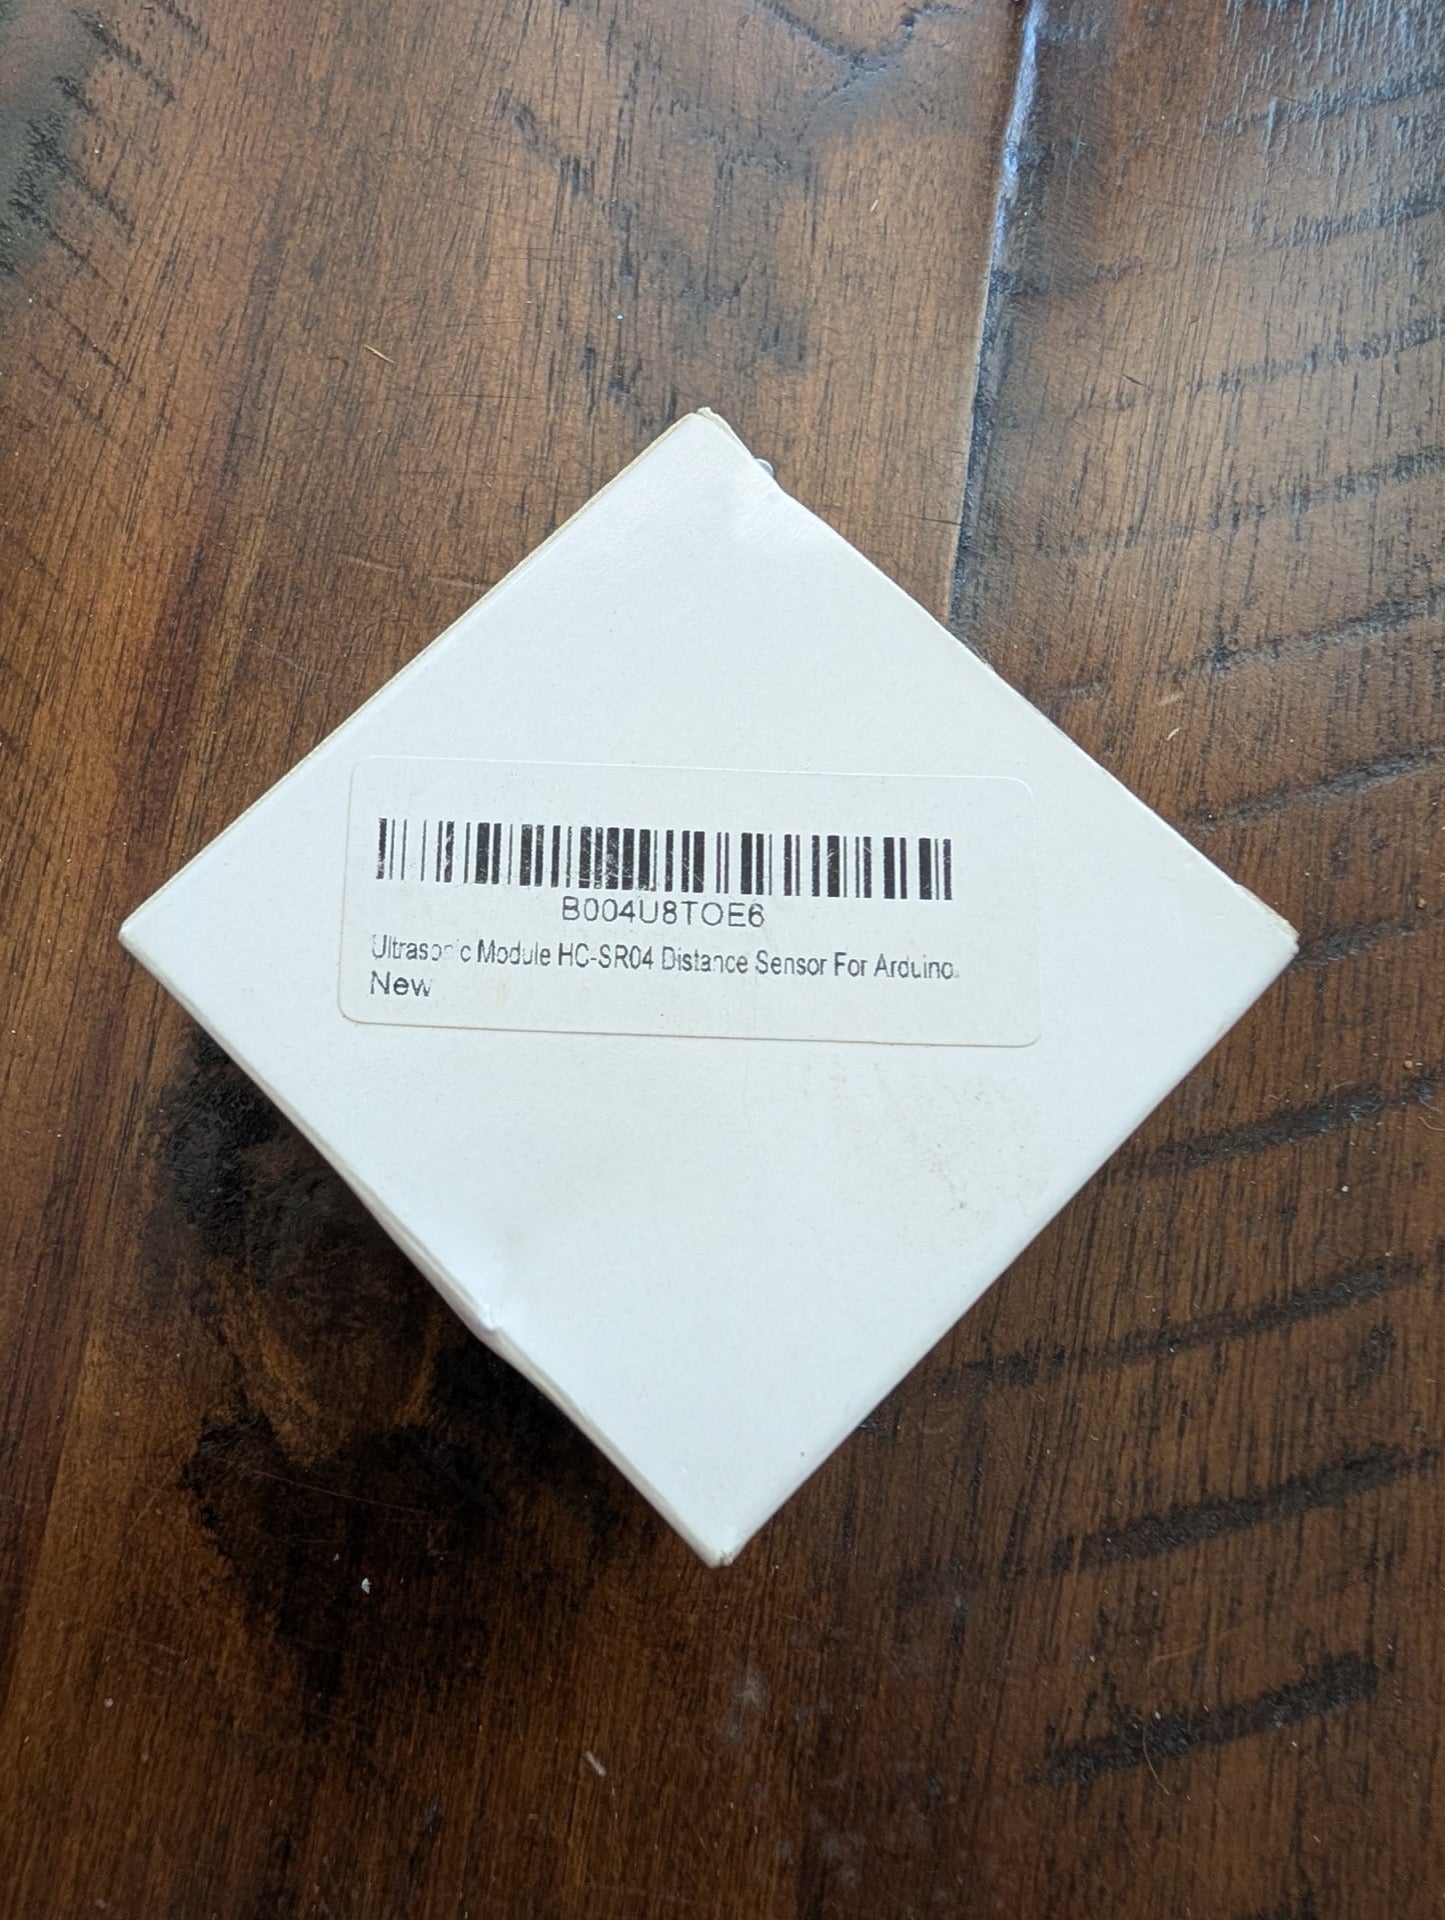 B004U8TOE6
Ultrasonic Module HC-SR04 Distance Sensor For Arduino
New